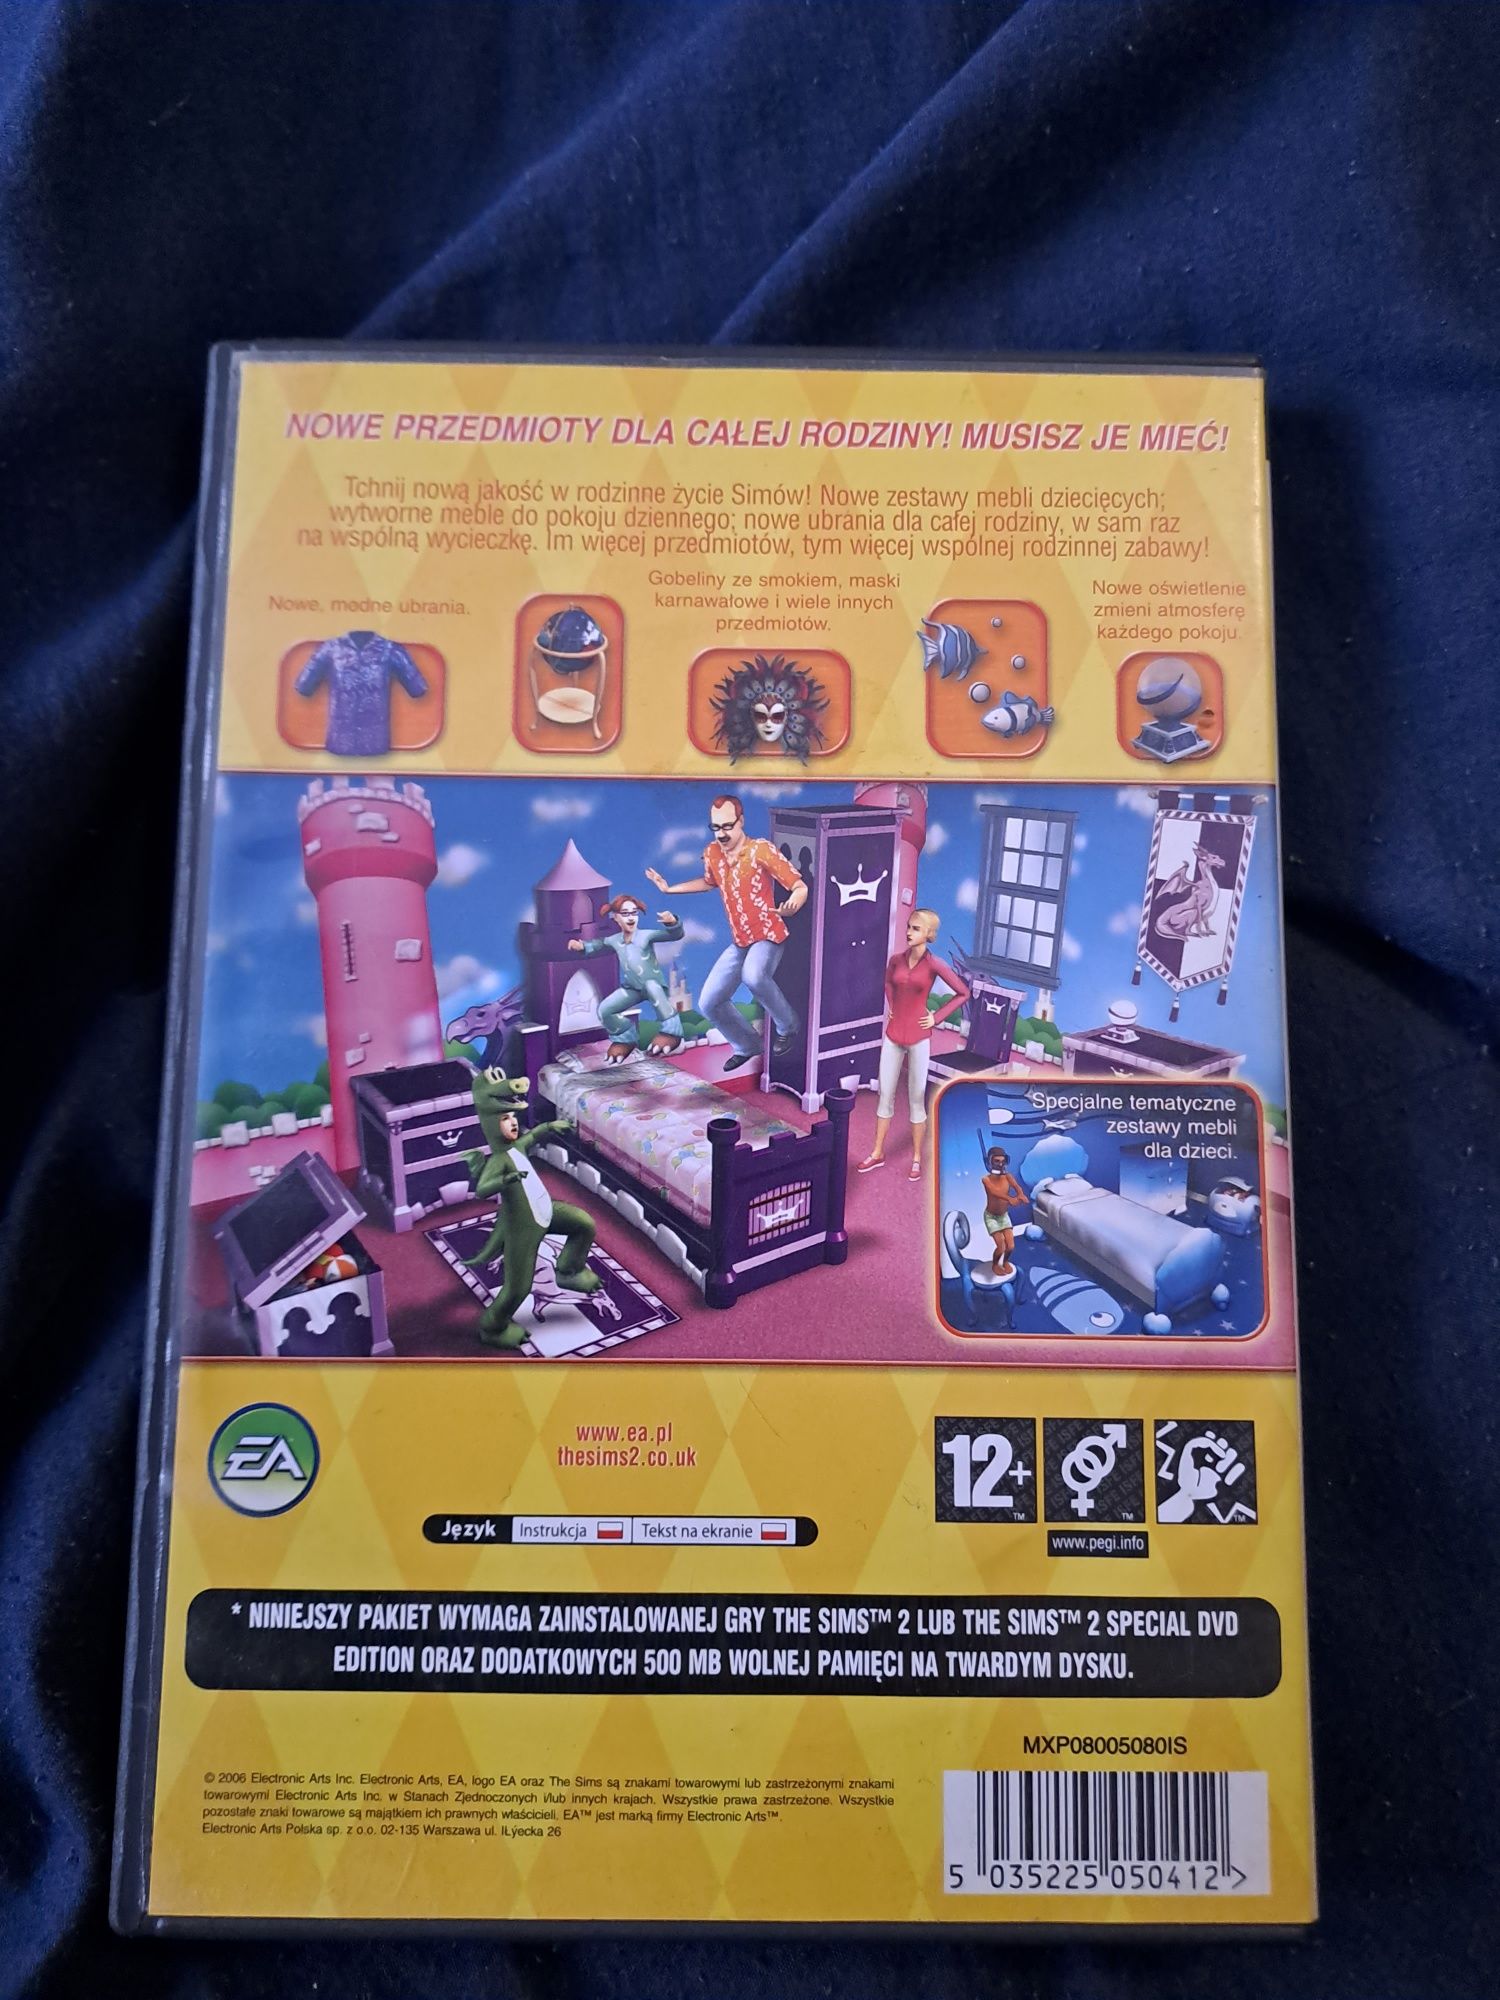 NOWE PRZEDMIOTY DLA CAŁEJ RODZINY! MUSISZ JE MIEĆ!
Tchnij nową jakość w rodzinne życie Simów! Nowe zestawy mebli dziecięcych;
wytworne meble do pokoju dziennego; nowe ubrania dla całej rodziny, w sam raz
na wspólną wycieczkę. Im więcej przedmiotów, tym więcej wspólnej rodzinnej zabawy!
Nowe, modne ubrania.
Gobeliny ze smokiem, maski
karnawałowe i wiele innych
przedmiotów.
Nowe oświetlenie
zmieni atmosferę
każdego pokoju.
Specjalne tematyczne
zestawy mebli
dla dzieci.
EA
www.ea.pl
thesims2.co.uk
12+
www.pegi.info
Język Instrukcja Tekst na ekranie
* NINIEJSZY PAKIET WYMAGA ZAINSTALOWANEJ GRY THE SIMS™ 2 LUB THE SIMS™ 2 SPECIAL DVD
EDITION ORAZ DODATKOWYCH 500 MB WOLNEJ PAMIĘCI NA TWARDYM DYSKU.
MXP08005080IS
© 2006 Electronic Arts Inc. Electronic Arts, EA, logo EA oraz The Sims są znakami towarowymi lub zastrzeżonymi znakami
towarowymi Electronic Arts Inc. w Stanach Zjednoczonych i/lub innych krajach. Wszystkie prawa zastrzeżone. Wszystkie
pozostałe znaki towarowe są majątkiem ich prawnych właścicieli. EA™ jest marką firmy Electronic Arts™.
Electronic Arts Polska sp. z o.o. 02-135 Warszawa ul. IŁýecka 26
5 035225 050412 >